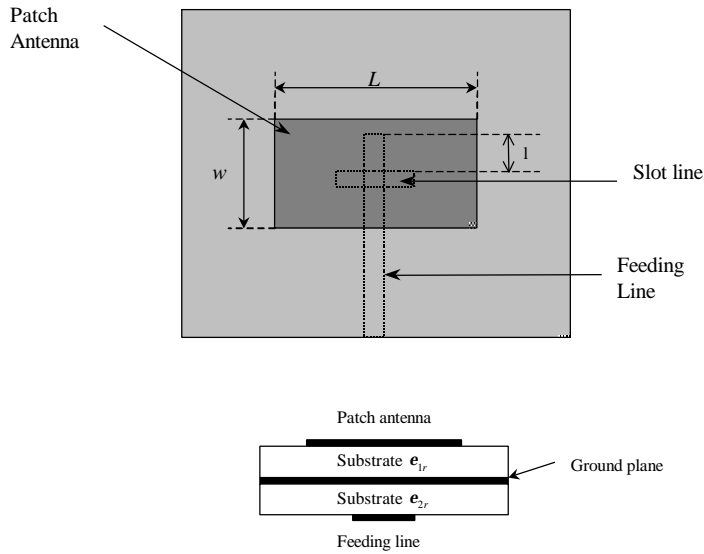 Patch
Antenna
L
w
l
Slot line
Feeding
Line
Patch antenna
Substrate e1r
Ground plane
Substrate e2r
Feeding line